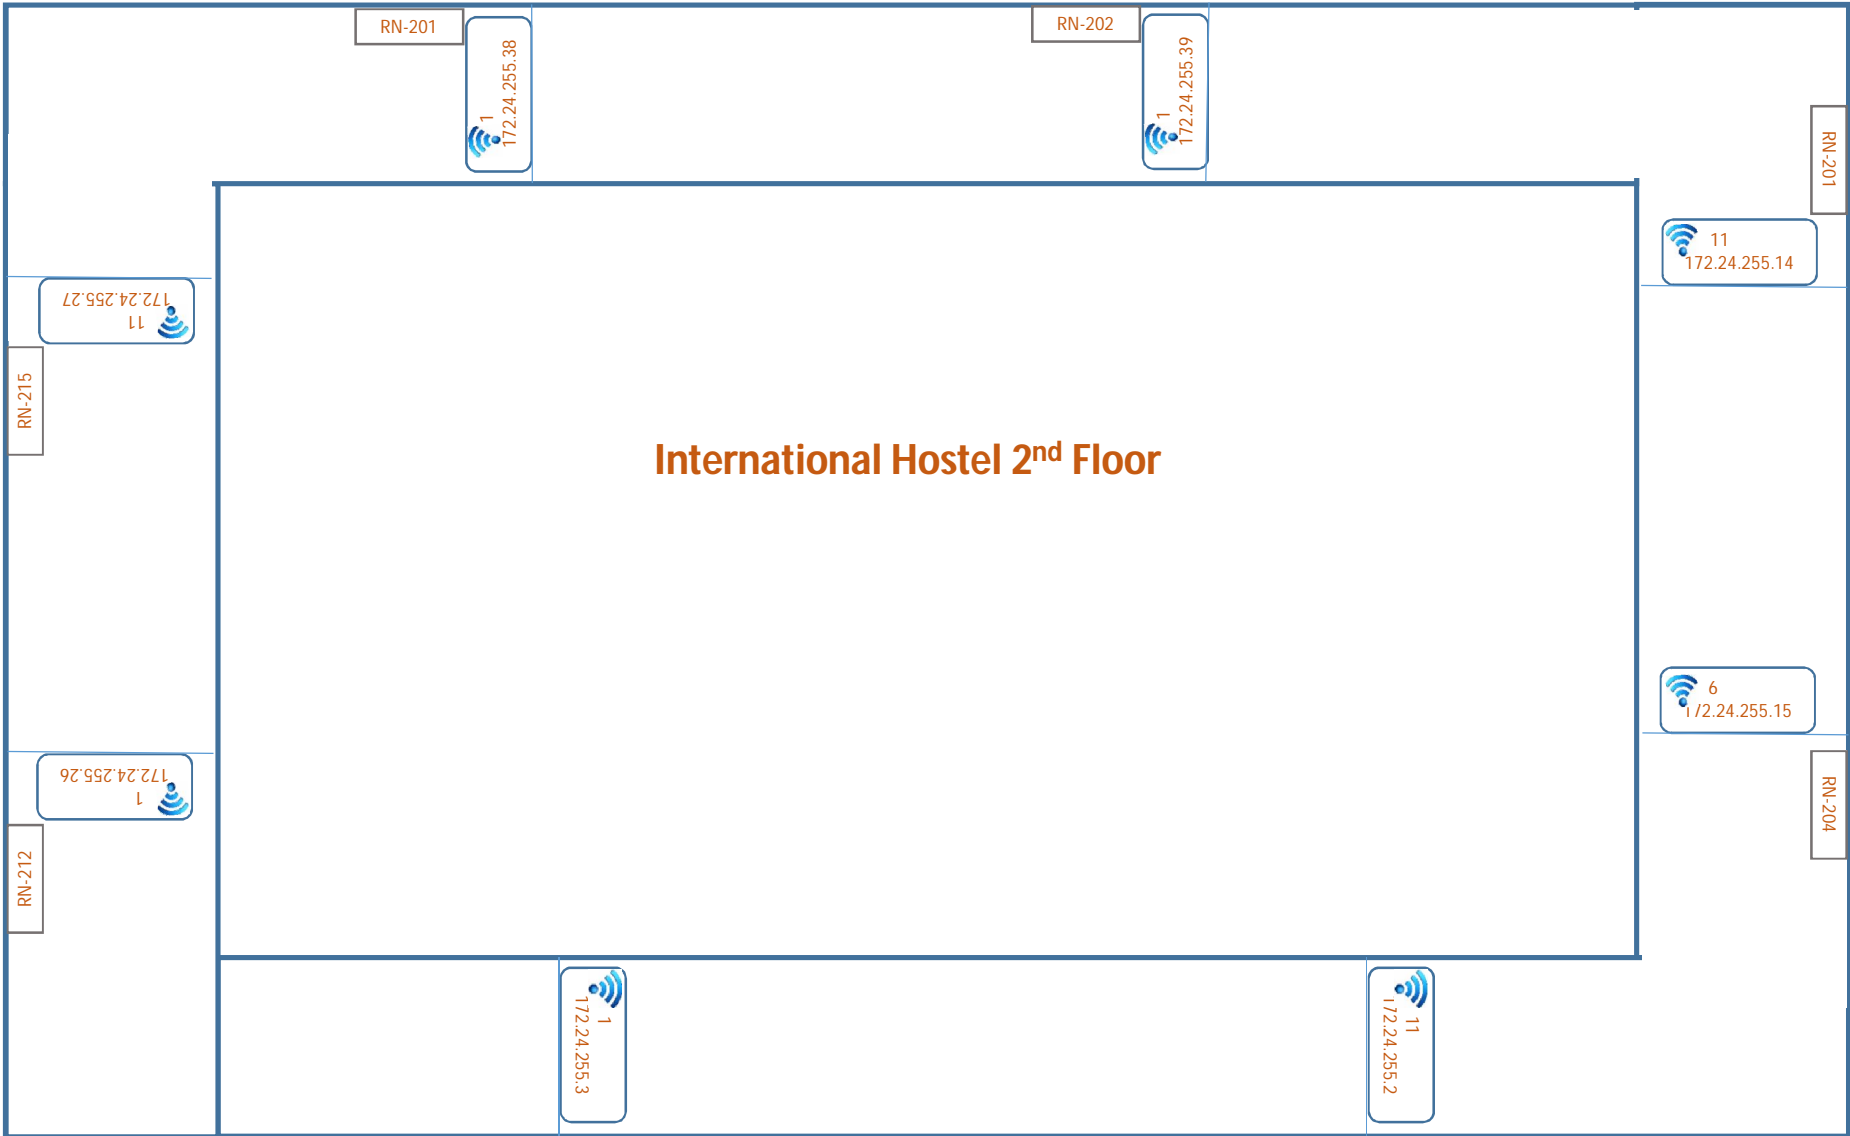 RN-201
1
172.24.255.38
RN-202
1
172.24.255.39
RN-201
11
172.24.255.14
172.24.255.27
11
RN-215
International Hostel 2nd Floor
6
172.24.255.15
172.24.255.26
1
RN-204
RN-212
1
172.24.255.3
11
172.24.255.2